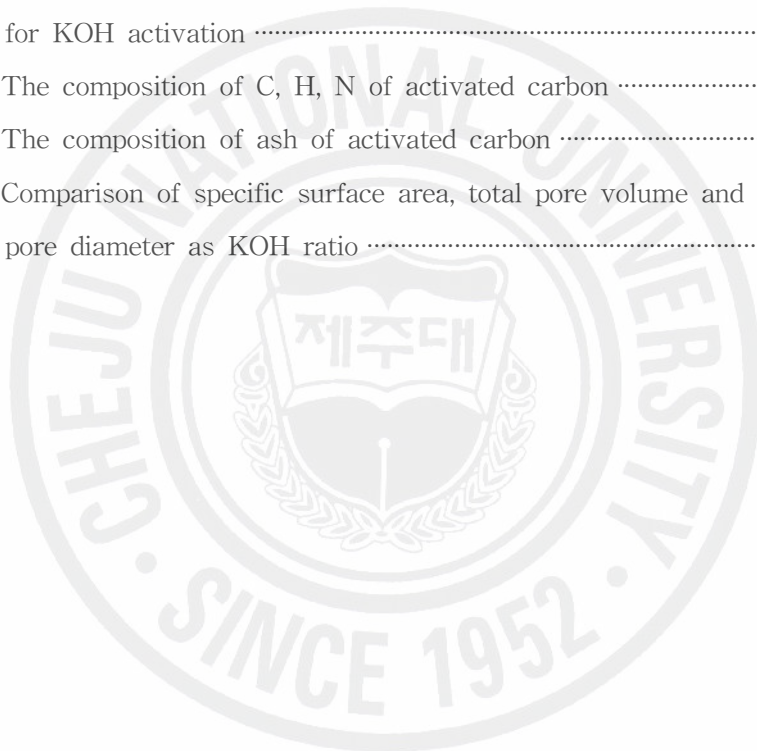 for KOH activation ························································································
The composition of C, H, N of activated carbon ·····················
The composition of ash of activated carbon ·····························
Comparison of specific surface area, total pore volume and
pore diameter as KOH ratio ··························································
CHEJU NATIONAL UNIVERSITY
제주대
SINCE 1952